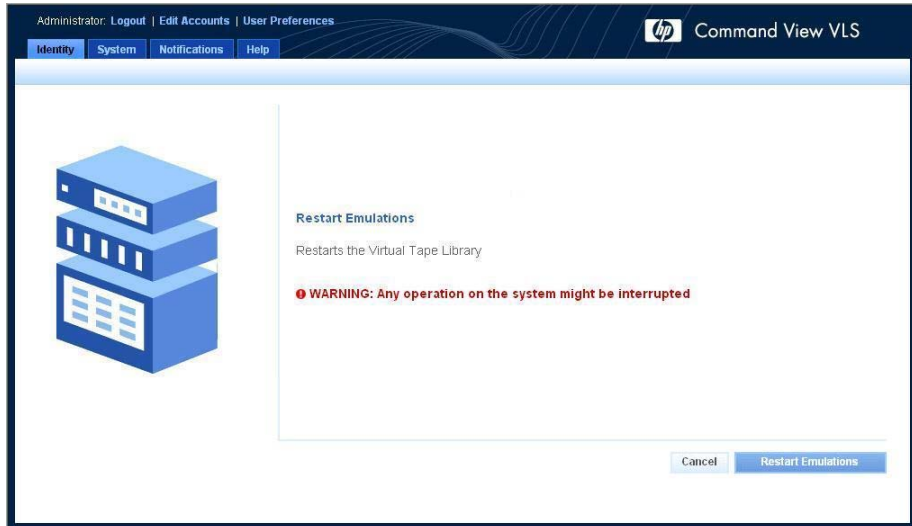 Administrator: Logout | Edit Accounts | User Preferences
hp Command View VLS
Identity System Notifications Help
Restart Emulations
Restarts the Virtual Tape Library
WARNING: Any operation on the system might be interrupted
Cancel Restart Emulations